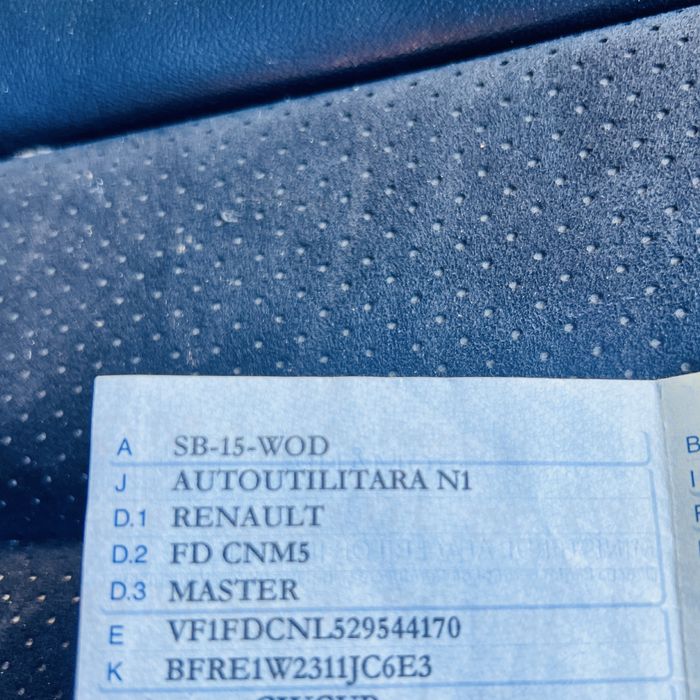 A SB-15-WOD
J AUTOUTILITARA N1
D.1 RENAULT
D.2 FD CNM5
D.3 MASTER
E VF1FDCNL529544170
K BFRE1W2311JC6E3
B
I